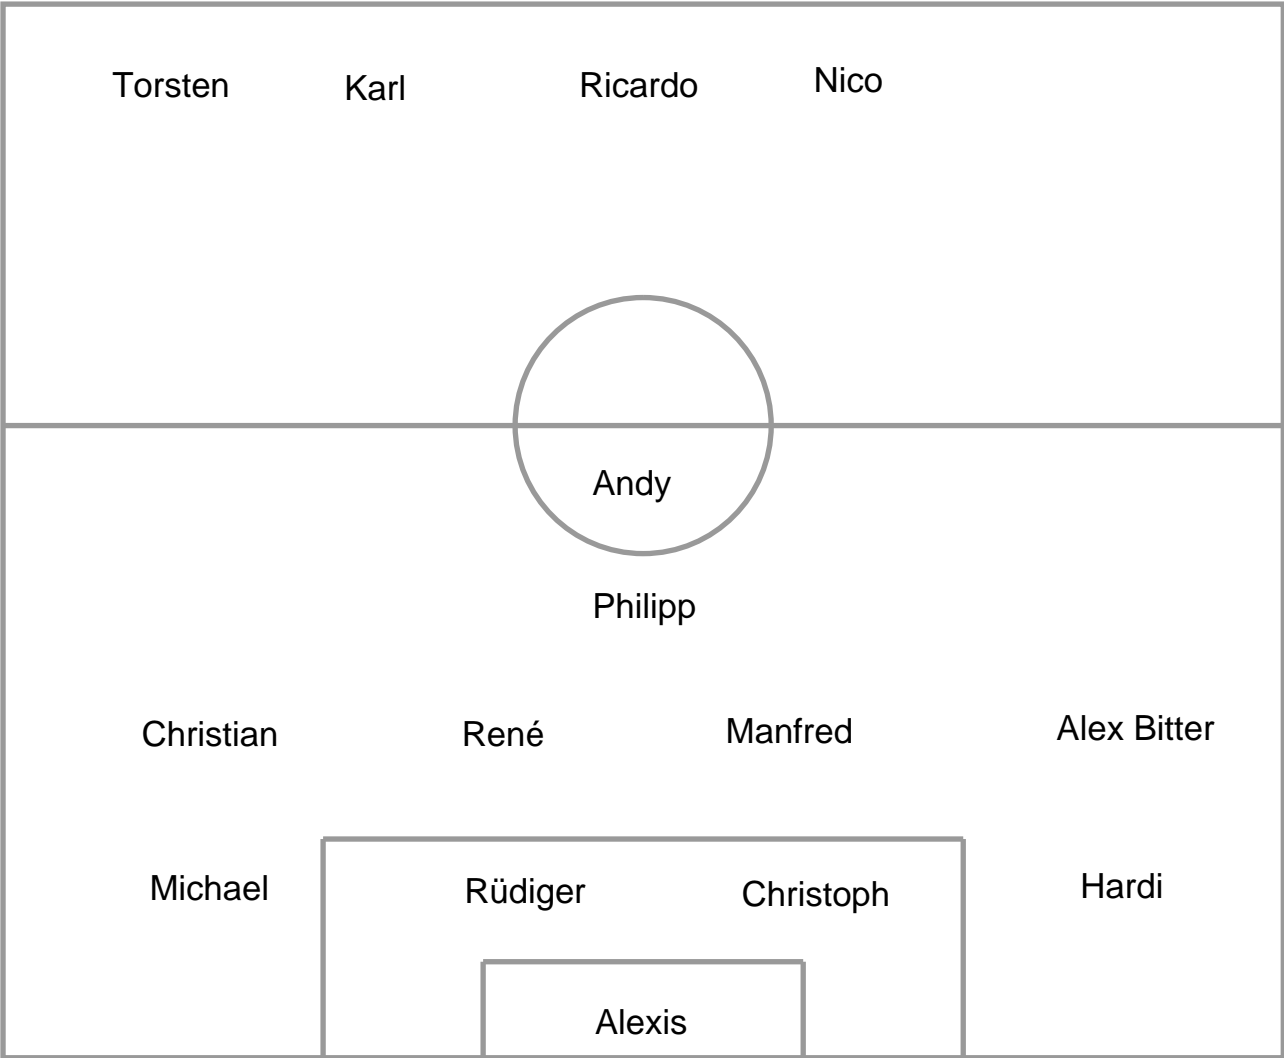 Torsten Karl Ricardo Nico
Andy
Philipp
Christian René Manfred Alex Bitter
Michael Rüdiger Christoph Hardi
Alexis